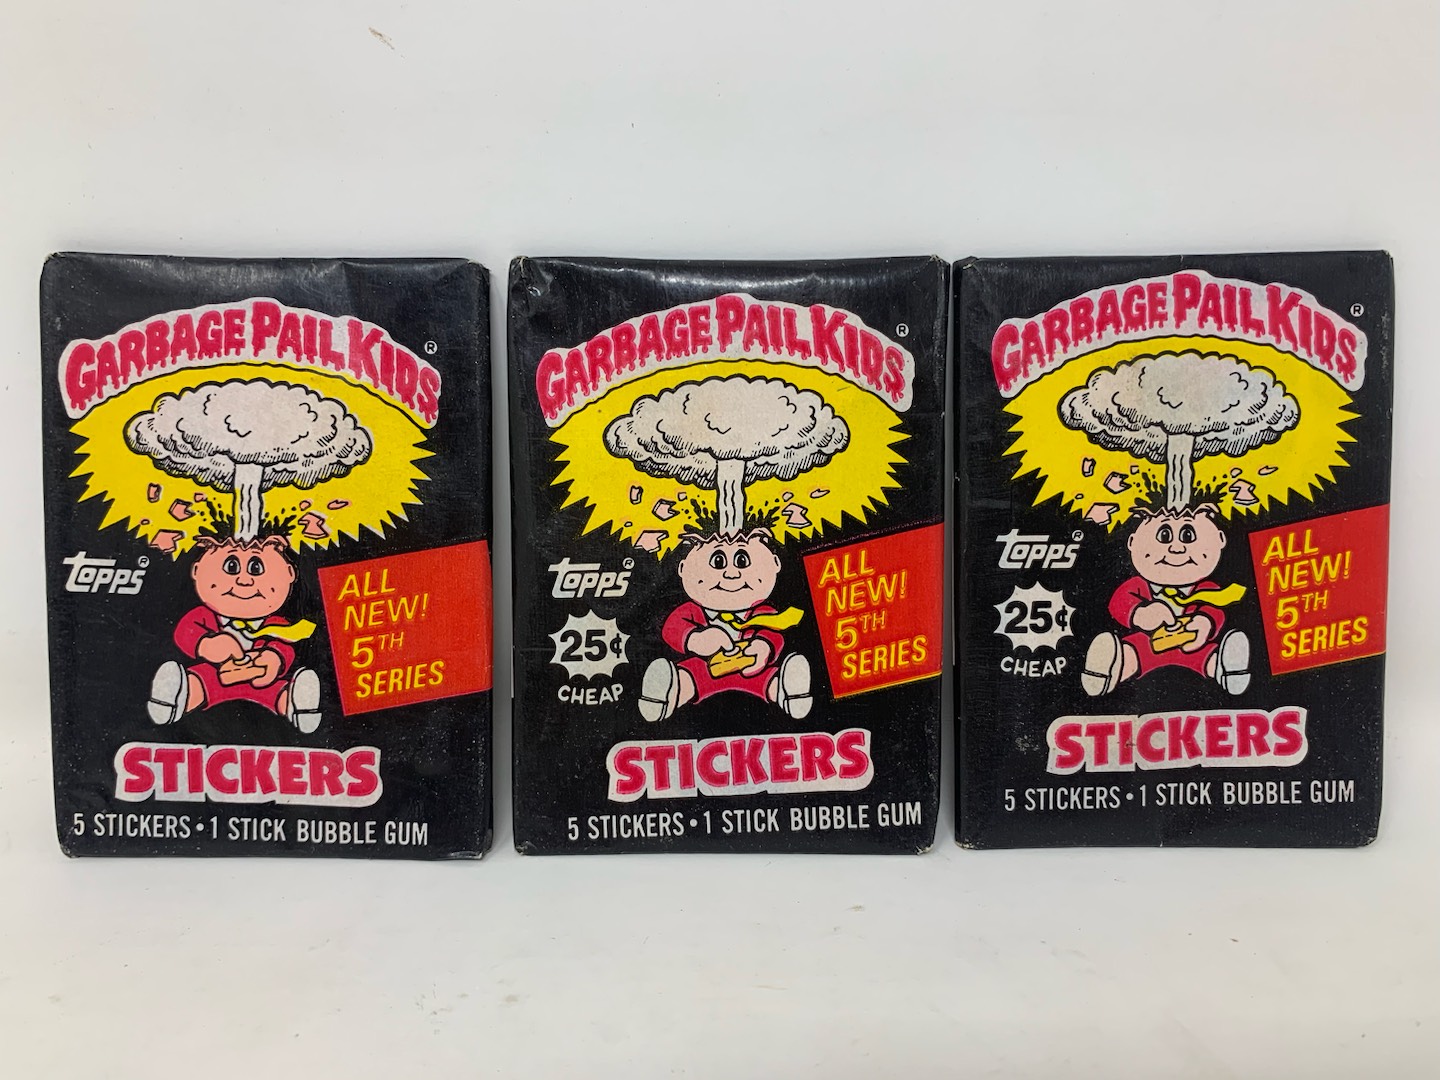 GARBAGE PAIL KIDS ®
topps®
ALL
NEW!
5TH
SERIES
STICKERS
5 STICKERS • 1 STICK BUBBLE GUM
GARBAGE PAIL KIDS ®
topps®
25¢
CHEAP
ALL
NEW!
5TH
SERIES
STICKERS
5 STICKERS • 1 STICK BUBBLE GUM
GARBAGE PAIL KIDS ®
topps®
25¢
CHEAP
ALL
NEW!
5TH
SERIES
STICKERS
5 STICKERS • 1 STICK BUBBLE GUM